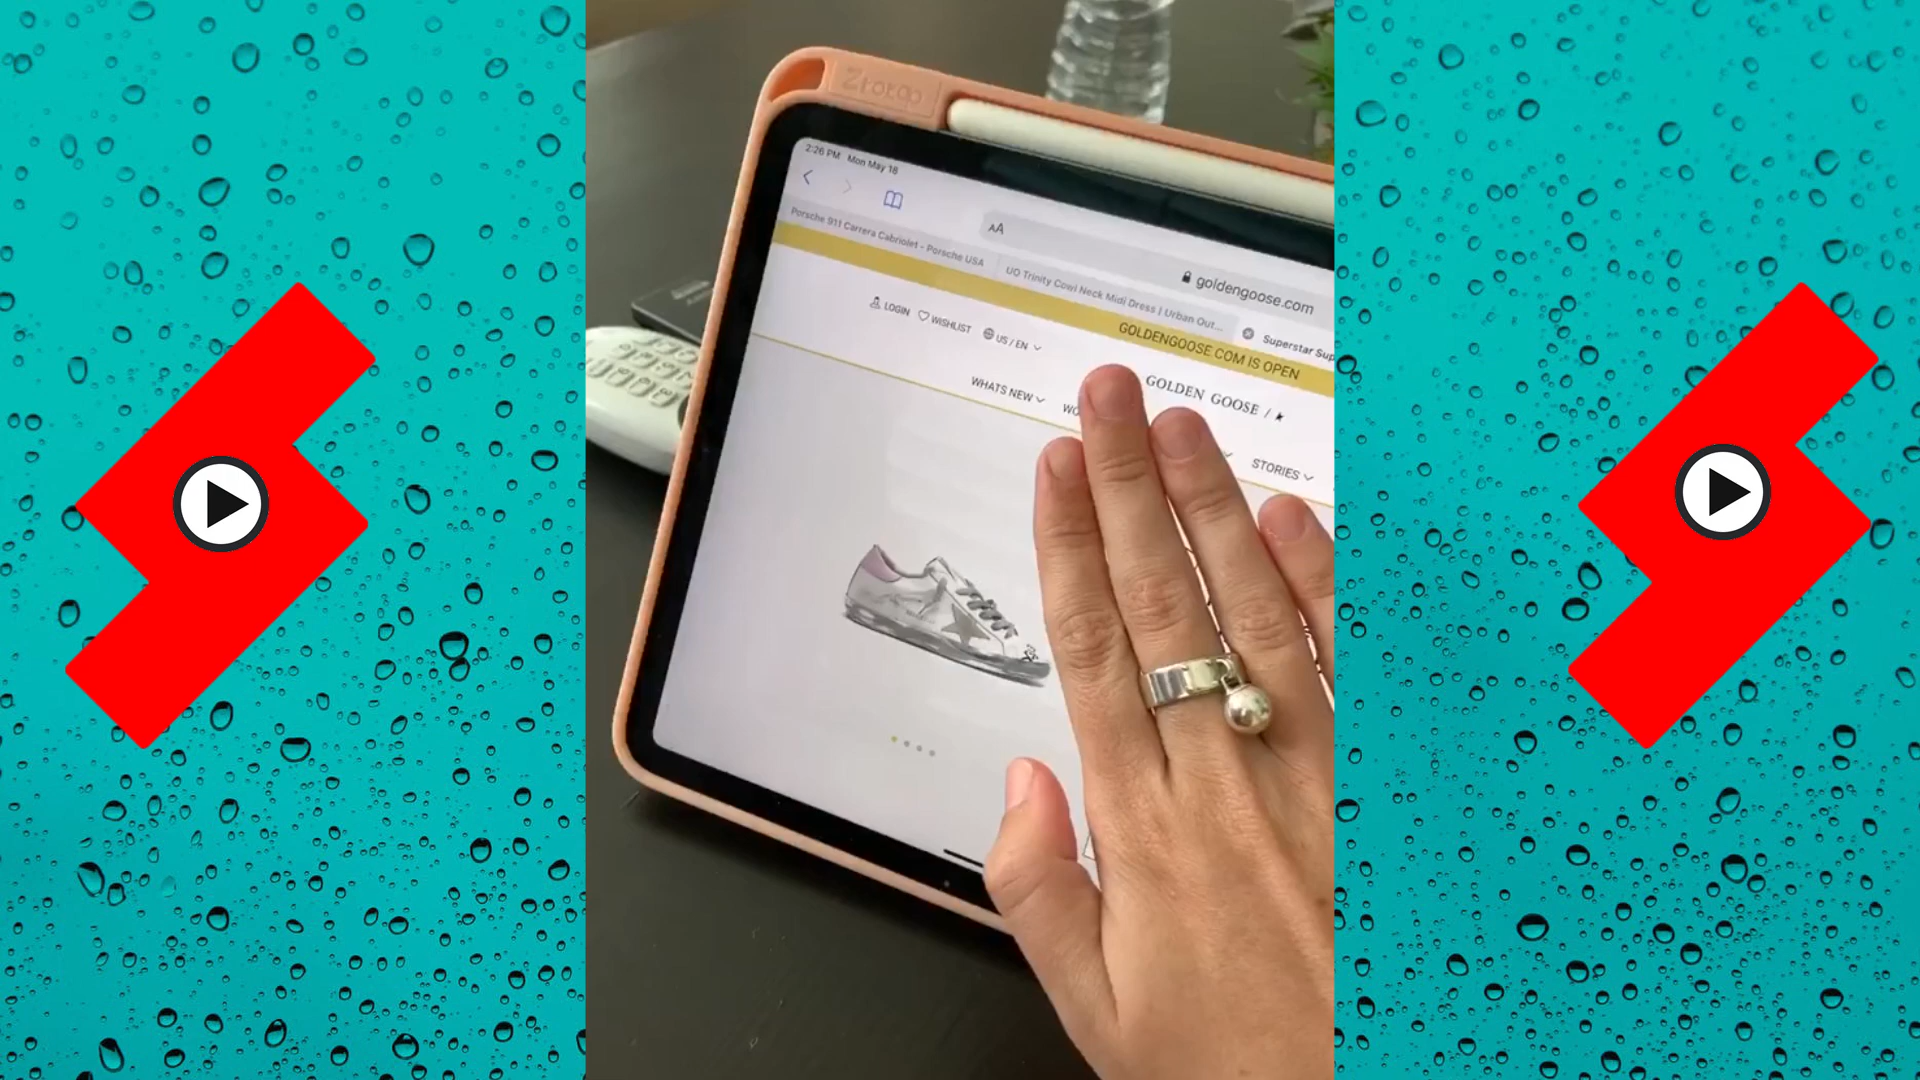 Ztotop
2:26 PM Mon May 18
AA
goldengoose.com
Porsche 911 Carrera Cabriolet - Porsche USA
UO Trinity Cowl Neck Midi Dress | Urban Out...
Superstar Sup
GOLDENGOOSE.COM IS OPEN
LOGIN
WISHLIST
US / EN
GOLDEN GOOSE /
WHATS NEW
WO
STORIES